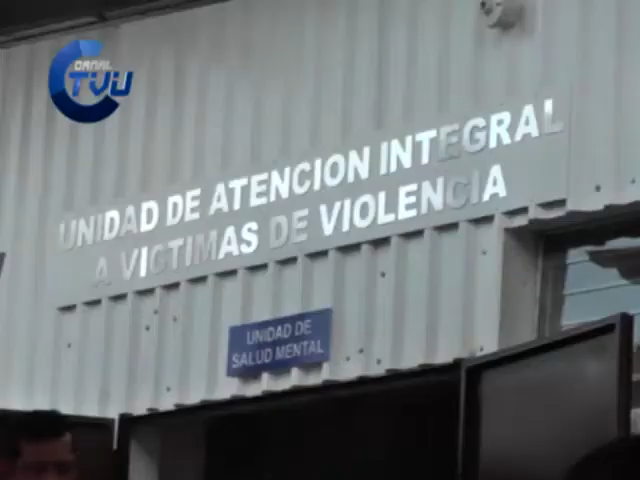 CANAL
TVU
UNIDAD DE ATENCION INTEGRAL
A VICTIMAS DE VIOLENCIA
UNIDAD DE
SALUD MENTAL